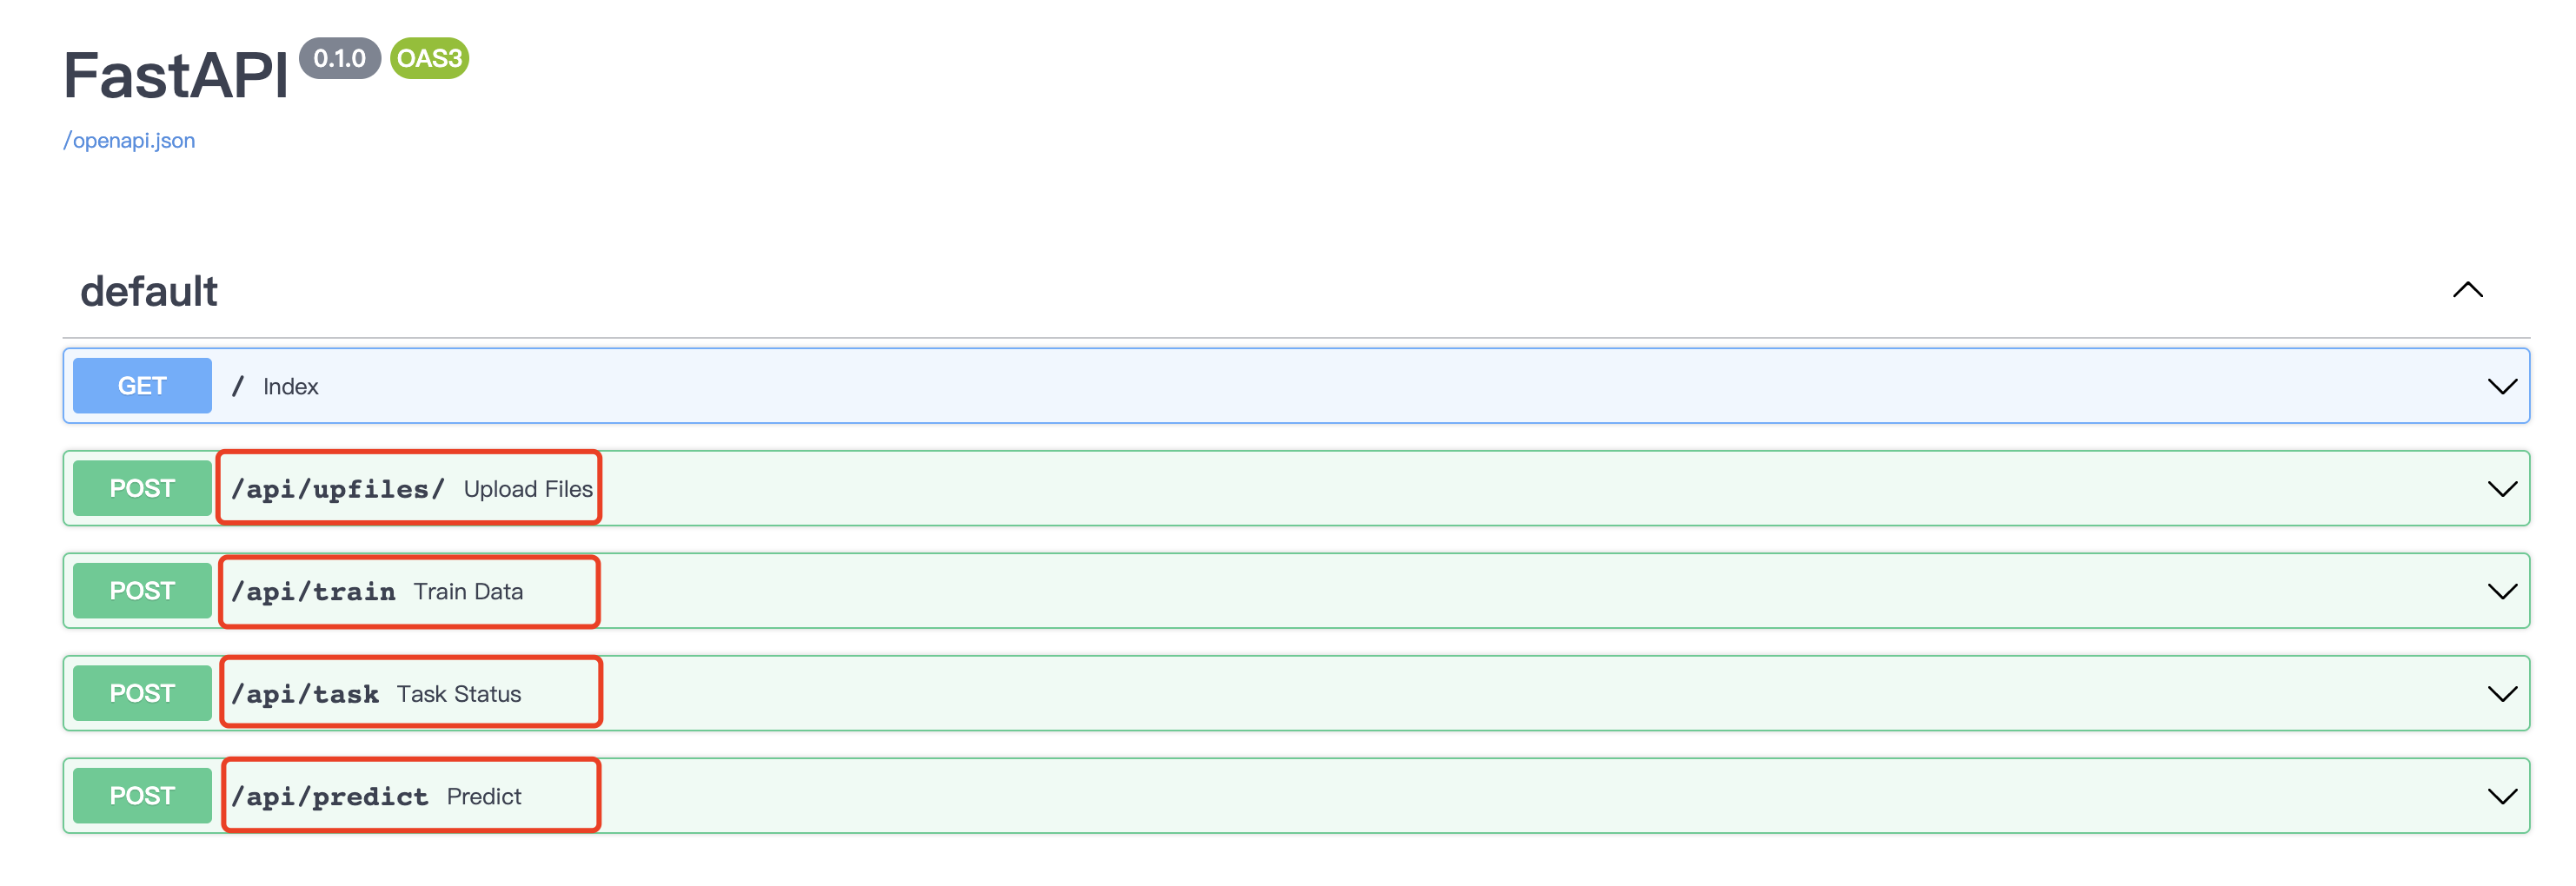 FastAPI 0.1.0 OAS3
/openapi.json
default
GET / Index
POST /api/upfiles/ Upload Files
POST /api/train Train Data
POST /api/task Task Status
POST /api/predict Predict